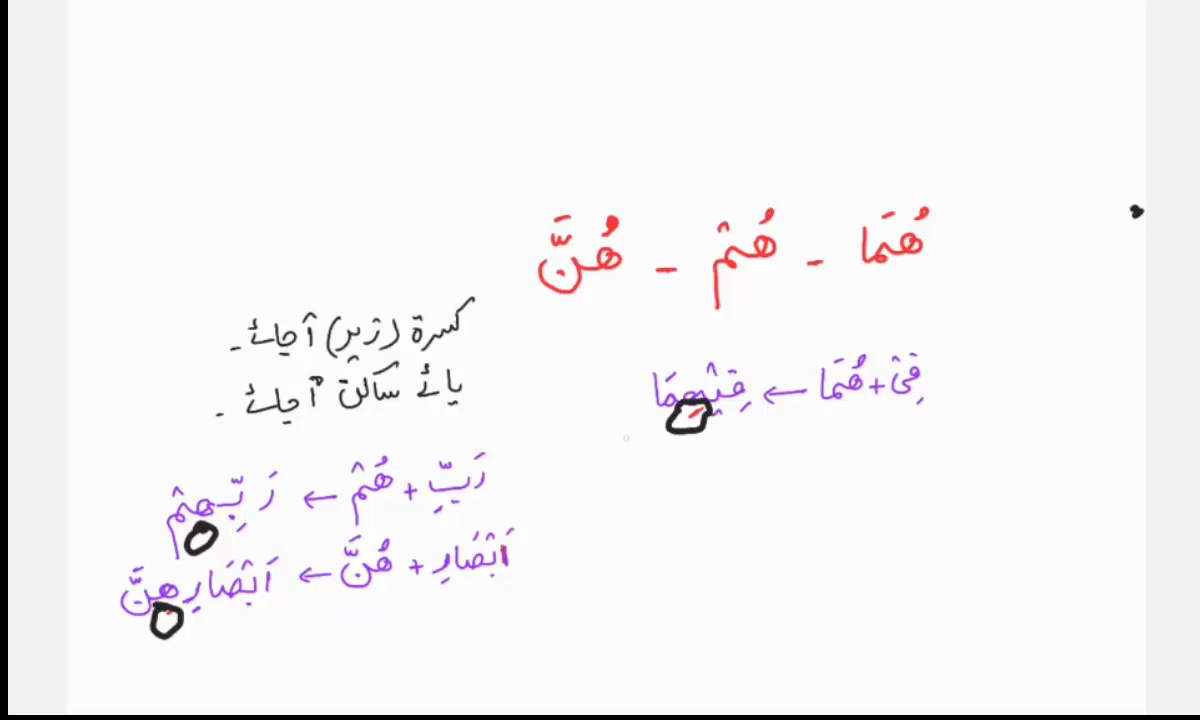 هُمَا - هُمْ - هُنَّ
کسرۃ (زیر) آجائے۔
یائے ساکن آجائے۔
فِیْ + هُمَا ← فِیْهِمَا
رَبِّ + هُمْ ← رَبِّهِمْ
اَبْصَارِ + هُنَّ ← اَبْصَارِهِنَّ